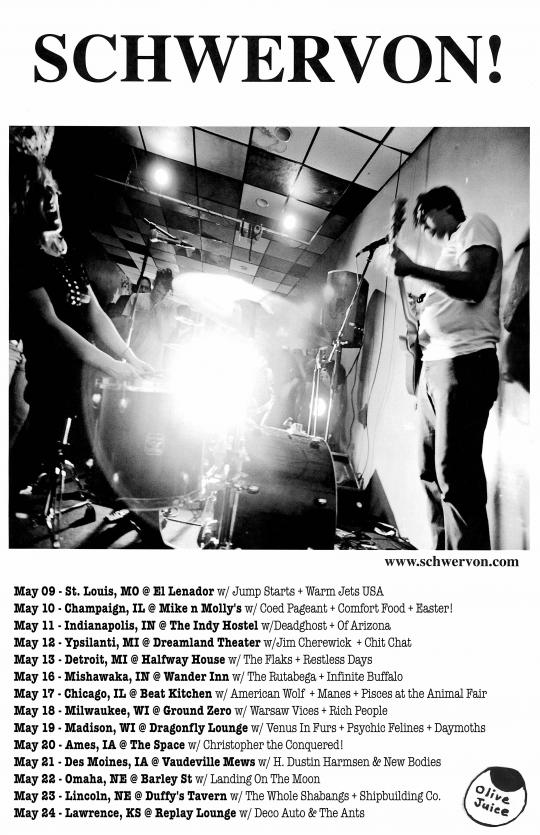 SCHWERVON!
www.schwervon.com
May 09 - St. Louis, MO @ El Lenador w/ Jump Starts + Warm Jets USA
May 10 - Champaign, IL @ Mike n Molly's w/ Coed Pageant + Comfort Food + Easter!
May 11 - Indianapolis, IN @ The Indy Hostel w/Deadghost + Of Arizona
May 12 - Ypsilanti, MI @ Dreamland Theater w/Jim Cherewick + Chit Chat
May 13 - Detroit, MI @ Halfway House w/ The Flaks + Restless Days
May 16 - Mishawaka, IN @ Wander Inn w/ The Rutabega + Infinite Buffalo
May 17 - Chicago, IL @ Beat Kitchen w/ American Wolf + Manes + Pisces at the Animal Fair
May 18 - Milwaukee, WI @ Ground Zero w/ Warsaw Vices + Rich People
May 19 - Madison, WI @ Dragonfly Lounge w/ Venus In Furs + Psychic Felines + Daymoths
May 20 - Ames, IA @ The Space w/ Christopher the Conquered!
May 21 - Des Moines, IA @ Vaudeville Mews w/ H. Dustin Harmsen & New Bodies
May 22 - Omaha, NE @ Barley St w/ Landing On The Moon
May 23 - Lincoln, NE @ Duffy's Tavern w/ The Whole Shabangs + Shipbuilding Co.
May 24 - Lawrence, KS @ Replay Lounge w/ Deco Auto & The Ants
Olive
Juice